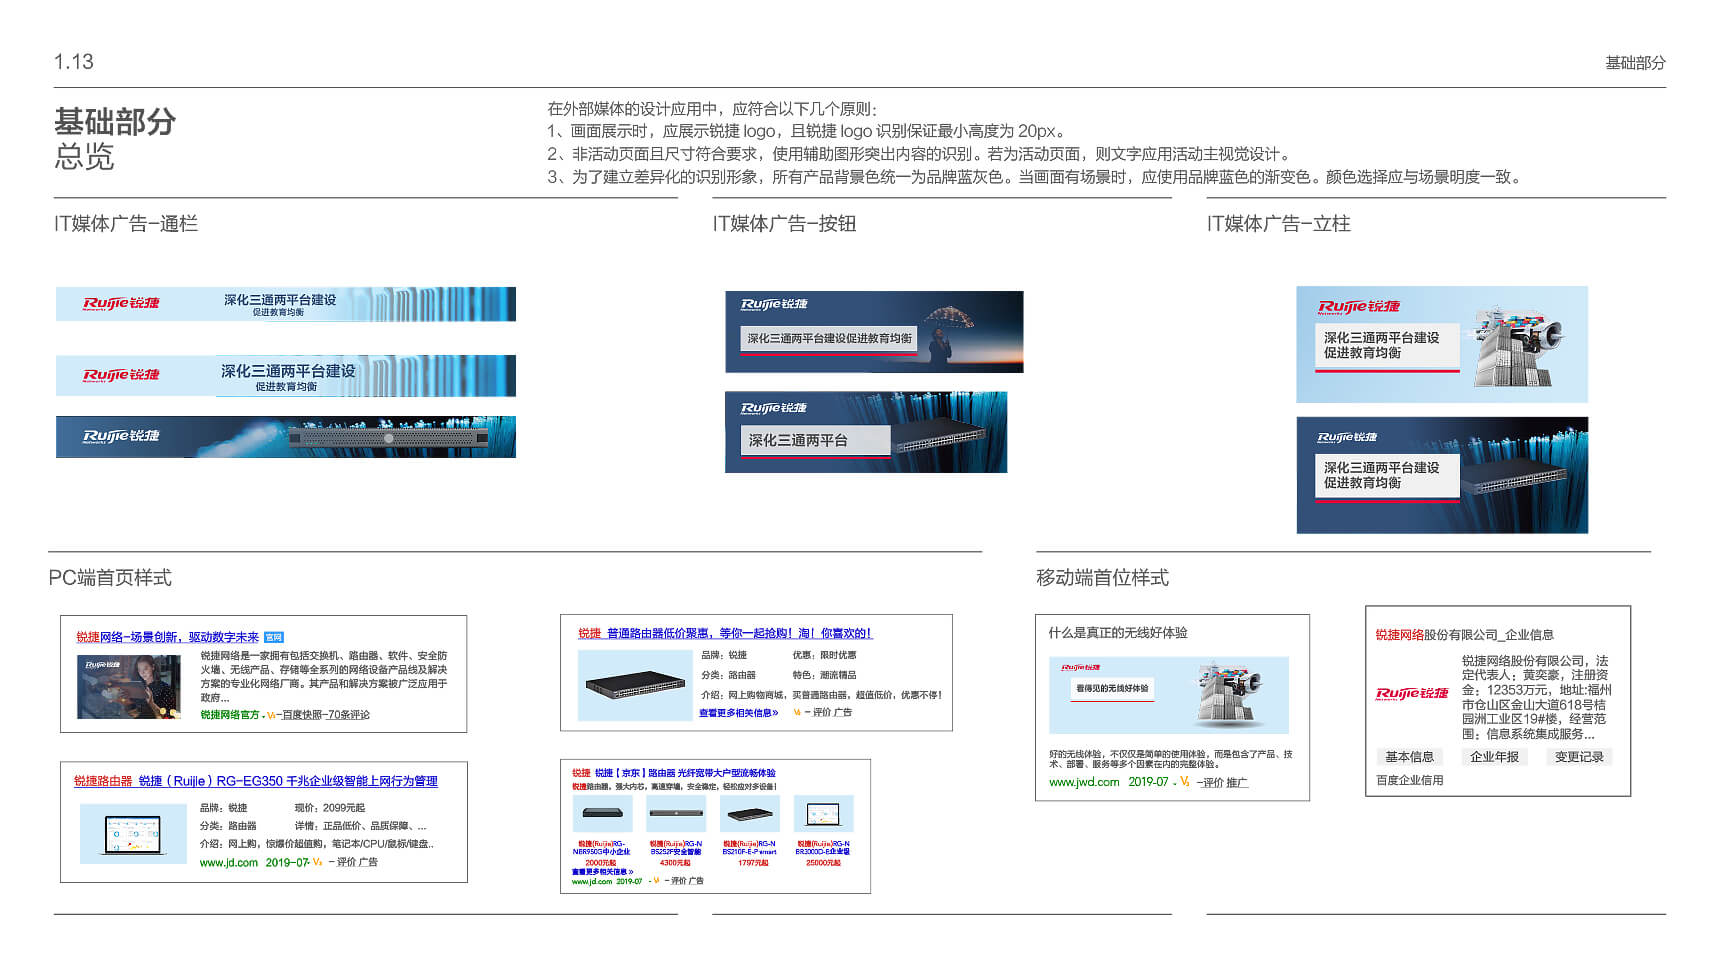 1.13
基础部分
基础部分
总览
在外部媒体的设计应用中，应符合以下几个原则：
1、画面展示时，应展示锐捷 logo，且锐捷 logo 识别保证最小高度为 20px。
2、非活动页面且尺寸符合要求，使用辅助图形突出内容的识别。若为活动页面，则文字应用活动主视觉设计。
3、为了建立差异化的识别形象，所有产品背景色统一为品牌蓝灰色。当画面有场景时，应使用品牌蓝色的渐变色。颜色选择应与场景明度一致。
IT媒体广告-通栏
Ruijie锐捷
Networks
深化三通两平台建设
促进教育均衡
Ruijie锐捷
Networks
深化三通两平台建设
促进教育均衡
Ruijie锐捷
Networks
IT媒体广告-按钮
Ruijie锐捷
Networks
深化三通两平台建设促进教育均衡
Ruijie锐捷
Networks
深化三通两平台
IT媒体广告-立柱
Ruijie锐捷
Networks
深化三通两平台建设
促进教育均衡
Ruijie锐捷
Networks
深化三通两平台建设
促进教育均衡
PC端首页样式
锐捷网络-场景创新，驱动数字未来 官网
Ruijie锐捷
锐捷网络是一家拥有包括交换机、路由器、软件、安全防
火墙、无线产品、存储等全系列的网络设备产品线及解决
方案的专业化网络厂商。其产品和解决方案被广泛应用于
政府...
锐捷网络官方 - V3-百度快照-70条评论
锐捷 普通路由器低价聚惠，等你一起抢购！淘！你喜欢的！
品牌：锐捷 优惠：限时优惠
分类：路由器 特色：潮流精品
介绍：网上购物商城，买普通路由器，超值低价，优惠不停！
查看更多相关信息» V3 - 评价 广告
锐捷路由器 锐捷（Ruijie）RG-EG350 千兆企业级智能上网行为管理
品牌：锐捷 现价：2099元起
分类：路由器 详情：正品低价、品质保障、...
介绍：网上购，惊爆价超值购，笔记本/CPU/鼠标/键盘..
www.jd.com 2019-07- V3 - 评价 广告
锐捷 锐捷【京东】路由器 光纤宽带大户型流畅体验
锐捷路由器，强大内芯，高速穿墙，安全稳定，轻松应对多设备！
锐捷(Ruijie)RG-
NBR950G中小企业
2000元起
锐捷(Ruijie)RG-N
BS252F安全智能
4300元起
锐捷(Ruijie)RG-N
BS210F-E-P smart
1797元起
锐捷(Ruijie)RG-N
BR3000D-E企业级
25000元起
查看更多相关信息 »
www.jd.com 2019-07 - V3 - 评价 广告
移动端首位样式
什么是真正的无线好体验
Ruijie锐捷
看得见的无线好体验
好的无线体验，不仅仅是简单的使用体验，而是包含了产品、技
术、部署、服务等多个因素在内的完整体验。
www.jwd.com 2019-07 - V3 -评价 推广
锐捷网络股份有限公司_企业信息
Ruijie锐捷
Networks
锐捷网络股份有限公司，法
定代表人：黄奕豪，注册资
金：12353万元，地址:福州
市仓山区金山大道618号桔
园洲工业区19#楼，经营范
围：信息系统集成服务...
基本信息 企业年报 变更记录
百度企业信用